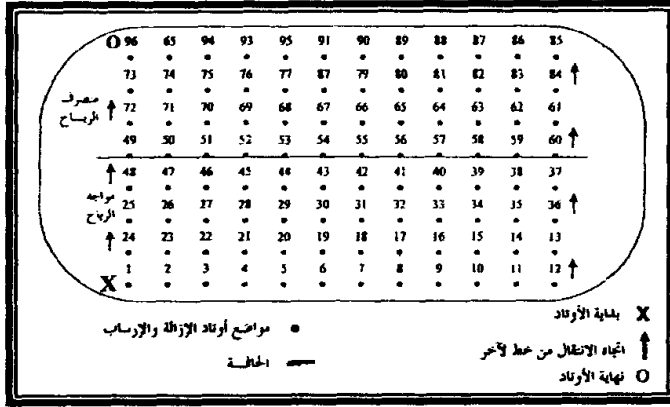 O 96 65 94 93 95 91 90 89 88 87 86 85
73 74 75 76 77 87 79 80 81 82 83 84
مصرف
الرياح
72 71 70 69 68 67 66 65 64 63 62 61
49 50 51 52 53 54 55 56 57 58 59 60
48 47 46 45 44 43 42 41 40 39 38 37
مواجه
الرياح
25 26 27 28 29 30 31 32 33 34 35 36
24 23 22 21 20 19 18 17 16 15 14 13
1 2 3 4 5 6 7 8 9 10 11 12
X
X بداية الأوتاد
مواضع أوتاد الإزالة والإرساب
اتجاه الانتقال من خط لآخر
الحافة
O نهاية الأوتاد